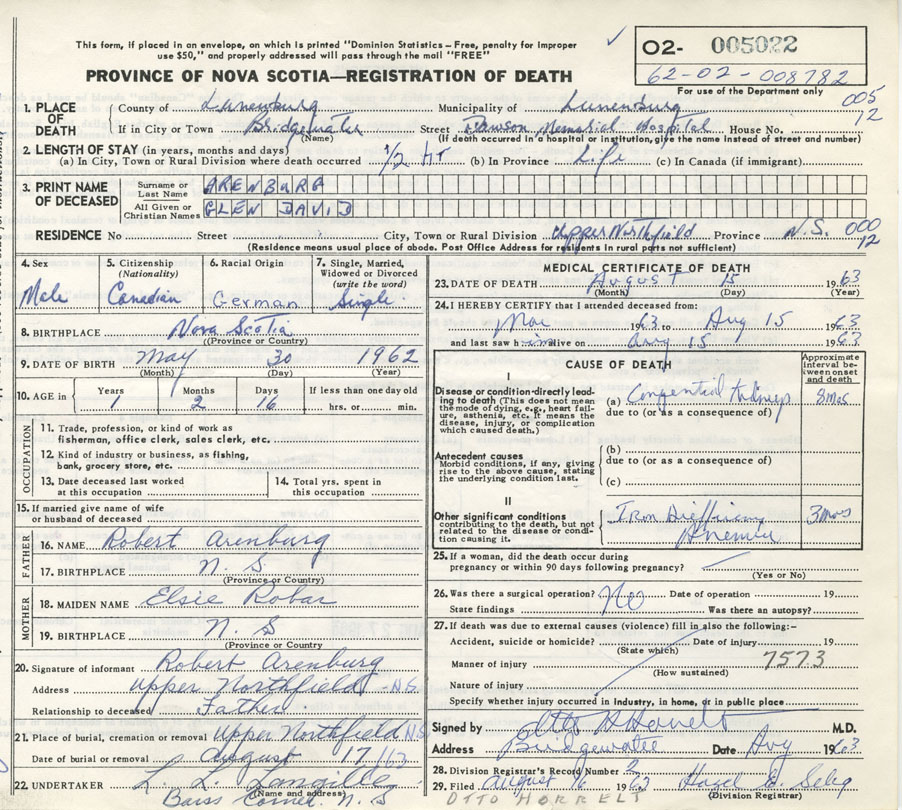 This form, if placed in an envelope, on which is printed "Dominion Statistics – Free, penalty for improper
use $50," and properly addressed will pass through the mail "FREE"
PROVINCE OF NOVA SCOTIA—REGISTRATION OF DEATH
✓
O2- 005022
62-02-008782
For use of the Department only
1. PLACE OF DEATH
County of Lunenburg Municipality of Lunenburg 005
If in City or Town Bridgewater Street Dawson Memorial Hospital House No. 12
(Name) (If death occurred in a hospital or institution, give the name instead of street and number)
2. LENGTH OF STAY (in years, months and days)
(a) In City, Town or Rural Division where death occurred 1/2 Hr (b) In Province Life (c) In Canada (if immigrant)
3. PRINT NAME OF DECEASED
Surname or Last Name ARENBURG
All Given or Christian Names GLEN DAVID
RESIDENCE No Street City, Town or Rural Division Upper Northfield Province N.S. 000
12
(Residence means usual place of abode. Post Office Address for residents in rural parts not sufficient)
4. Sex Male
5. Citizenship (Nationality) Canadian
6. Racial Origin German
7. Single, Married, Widowed or Divorced (write the word) Single
8. BIRTHPLACE Nova Scotia
(Province or Country)
9. DATE OF BIRTH May 30 1962
(Month) (Day) (Year)
10. AGE in Years 1 Months 2 Days 16 If less than one day old hrs. or min.
OCCUPATION
11. Trade, profession, or kind of work as
fisherman, office clerk, sales clerk, etc.
12. Kind of industry or business, as fishing,
bank, grocery store, etc.
13. Date deceased last worked
at this occupation
14. Total yrs. spent in
this occupation
15. If married give name of wife
or husband of deceased
FATHER
16. NAME Robert Arenburg
17. BIRTHPLACE N. S
(Province or Country)
MOTHER
18. MAIDEN NAME Elsie Robar
19. BIRTHPLACE N. S
(Province or Country)
20. Signature of informant Robert Arenburg
Address Upper Northfield - N.S.
Relationship to deceased Father
21. Place of burial, cremation or removal Upper Northfield N.S
Date of burial or removal August 17/63
22. UNDERTAKER L. L. Langille
(Name and address)
Corner N. S
MEDICAL CERTIFICATE OF DEATH
23. DATE OF DEATH August 15 1963
(Month) (Day) (Year)
24. I HEREBY CERTIFY that I attended deceased from:
Mar 1963 to Aug 15 1963
and last saw h im alive on Aug 15 1963
CAUSE OF DEATH
Approximate interval between onset and death
I
Disease or condition directly leading to death (This does not mean the mode of dying, e.g., heart failure, asthenia, etc. It means the disease, injury, or complication which caused death.)
(a) Congenital 8 Mos
due to (or as a consequence of)
Antecedent causes
Morbid conditions, if any, giving rise to the above cause, stating the underlying condition last.
(b)
due to (or as a consequence of)
(c)
II
Other significant conditions
contributing to the death, but not related to the disease or condition causing it.
Iron 3 Mos
Anemia
25. If a woman, did the death occur during
pregnancy or within 90 days following pregnancy?
(Yes or No)
26. Was there a surgical operation? No Date of operation 19
State findings Was there an autopsy?
27. If death was due to external causes (violence) fill in also the following:-
Accident, suicide or homicide? Date of injury 19
(State which)
Manner of injury 7573
(How sustained)
Nature of injury
Specify whether injury occurred in industry, in home, or in public place
Signed by M.D.
Address Bridgewater Date Aug 1963
28. Division Registrar's Record Number
29. Filed August 16 1963 Hazel
(Division Registrar)
OTTO HORRELT